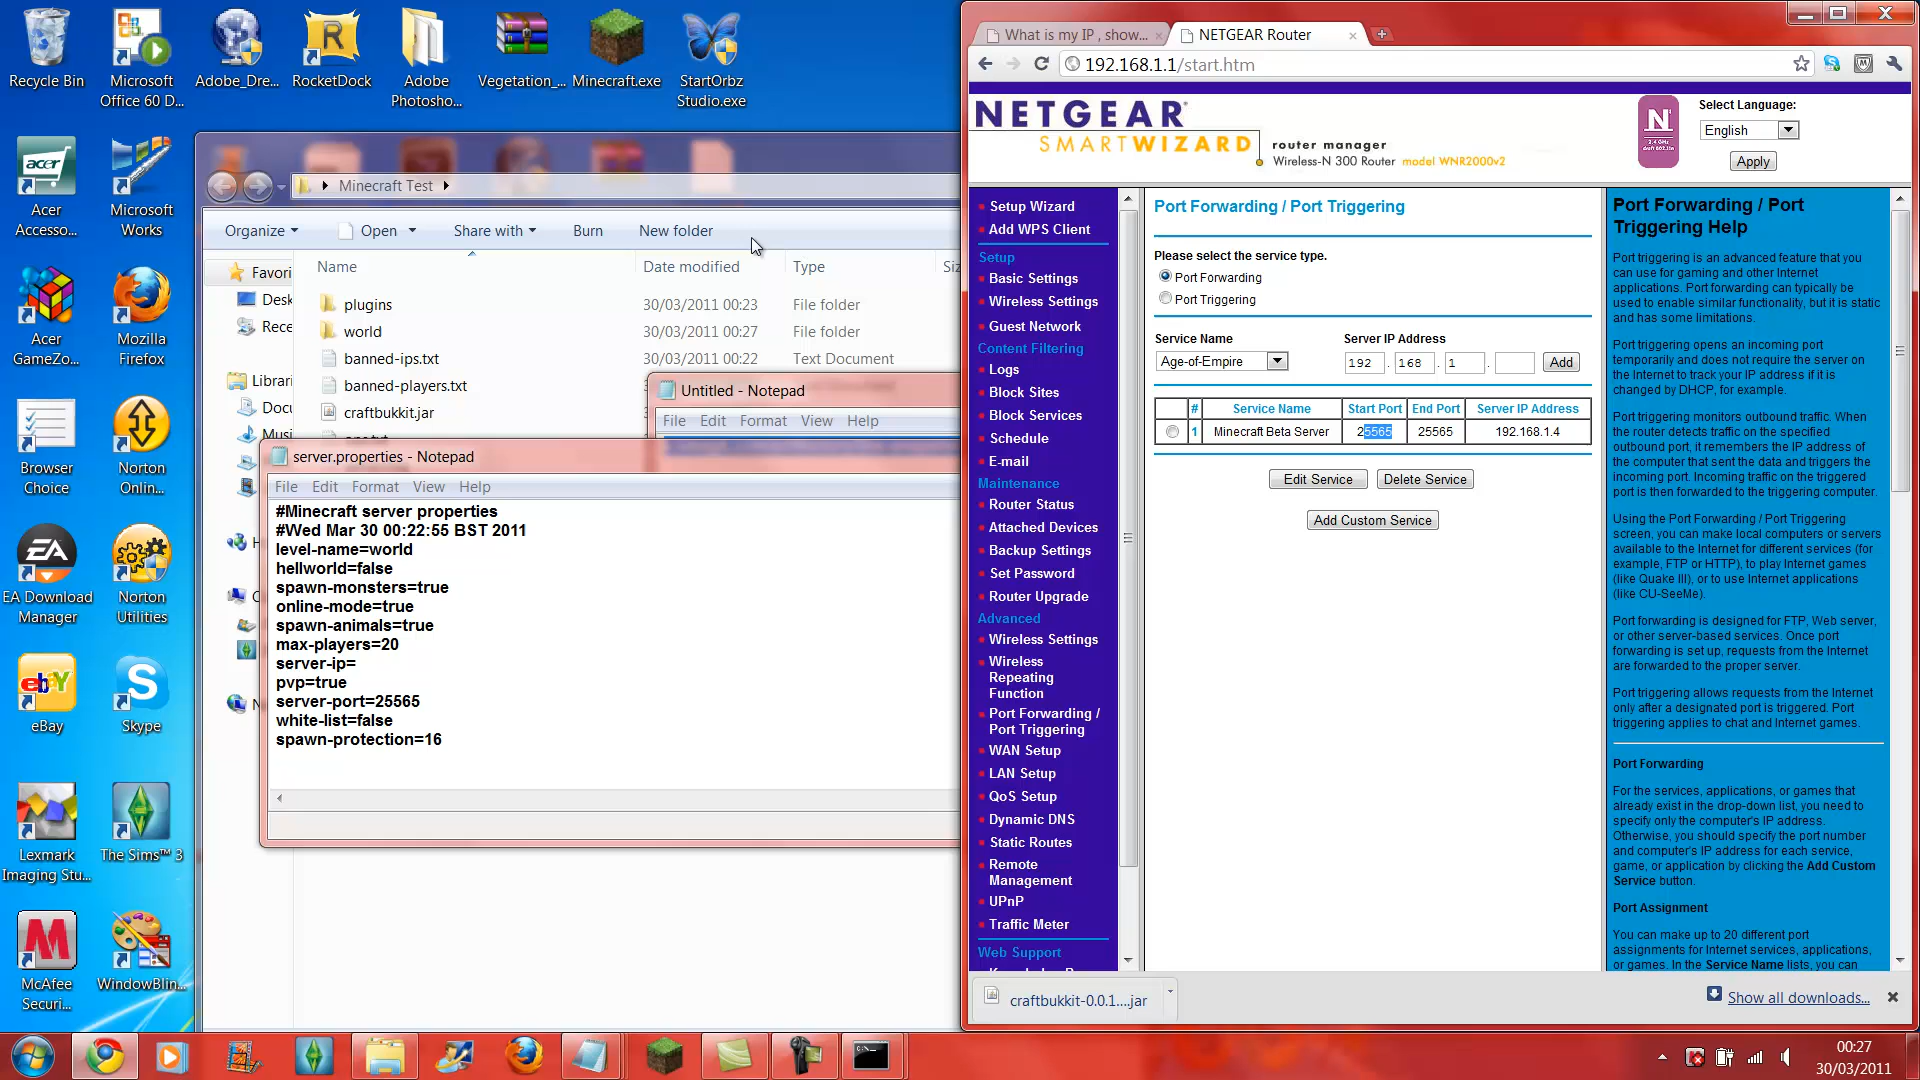 Recycle Bin
Microsoft
Office 60 D...
Adobe_Dre...
RocketDock
Adobe
Photosho...
Vegetation_...
Minecraft.exe
StartOrbz
Studio.exe
Acer
Accesso...
Microsoft
Works
Acer
GameZo...
Mozilla
Firefox
Browser
Choice
Norton
Onlin...
EA Download
Manager
Norton
Utilities
eBay
Skype
Lexmark
Imaging Stu...
The Sims™ 3
McAfee
Securi...
WindowBlin...
Minecraft Test
Organize
Open
Share with
Burn
New folder
Name
Date modified
Type
Siz
Favori
Desk
Rece
Librari
Docu
Musi
plugins 30/03/2011 00:23 File folder
world 30/03/2011 00:27 File folder
banned-ips.txt 30/03/2011 00:22 Text Document
banned-players.txt
craftbukkit.jar
Untitled - Notepad
File Edit Format View Help
server.properties - Notepad
File Edit Format View Help
#Minecraft server properties
#Wed Mar 30 00:22:55 BST 2011
level-name=world
hellworld=false
spawn-monsters=true
online-mode=true
spawn-animals=true
max-players=20
server-ip=
pvp=true
server-port=25565
white-list=false
spawn-protection=16
What is my IP , show...
NETGEAR Router
192.168.1.1/start.htm
NETGEAR
SMARTWIZARD
router manager
Wireless-N 300 Router model WNR2000v2
N
2.4 GHz
Select Language:
English
Apply
Setup Wizard
Add WPS Client
Setup
Basic Settings
Wireless Settings
Guest Network
Content Filtering
Logs
Block Sites
Block Services
Schedule
E-mail
Maintenance
Router Status
Attached Devices
Backup Settings
Set Password
Router Upgrade
Advanced
Wireless Settings
Wireless
Repeating
Function
Port Forwarding /
Port Triggering
WAN Setup
LAN Setup
QoS Setup
Dynamic DNS
Static Routes
Remote
Management
UPnP
Traffic Meter
Web Support
Port Forwarding / Port Triggering
Please select the service type.
Port Forwarding
Port Triggering
Service Name
Server IP Address
Age-of-Empire
192 . 168 . 1 .
Add
# Service Name Start Port End Port Server IP Address
1 Minecraft Beta Server 25565 25565 192.168.1.4
Edit Service
Delete Service
Add Custom Service
Port Forwarding / Port
Triggering Help
Port triggering is an advanced feature that you
can use for gaming and other Internet
applications. Port forwarding can typically be
used to enable similar functionality, but it is static
and has some limitations.
Port triggering opens an incoming port
temporarily and does not require the server on
the Internet to track your IP address if it is
changed by DHCP, for example.
Port triggering monitors outbound traffic. When
the router detects traffic on the specified
outbound port, it remembers the IP address of
the computer that sent the data and triggers the
incoming port. Incoming traffic on the triggered
port is then forwarded to the triggering computer.
Using the Port Forwarding / Port Triggering
screen, you can make local computers or servers
available to the Internet for different services (for
example, FTP or HTTP), to play Internet games
(like Quake III), or to use Internet applications
(like CU-SeeMe).
Port forwarding is designed for FTP, Web server,
or other server-based services. Once port
forwarding is set up, requests from the Internet
are forwarded to the proper server.
Port triggering allows requests from the Internet
only after a designated port is triggered. Port
triggering applies to chat and Internet games.
Port Forwarding
For the services, applications, or games that
already exist in the drop-down list, you need to
specify only the computer's IP address.
Otherwise, you should specify the port number
and computer's IP address for each service,
game, or application by clicking the Add Custom
Section button.
Port Assignment
You can make up to 20 different port
assignments for Internet services, applications,
or games. In the Service Name lists, you can
craftbukkit-0.0.1....jar
Show all downloads...
00:27
30/03/2011